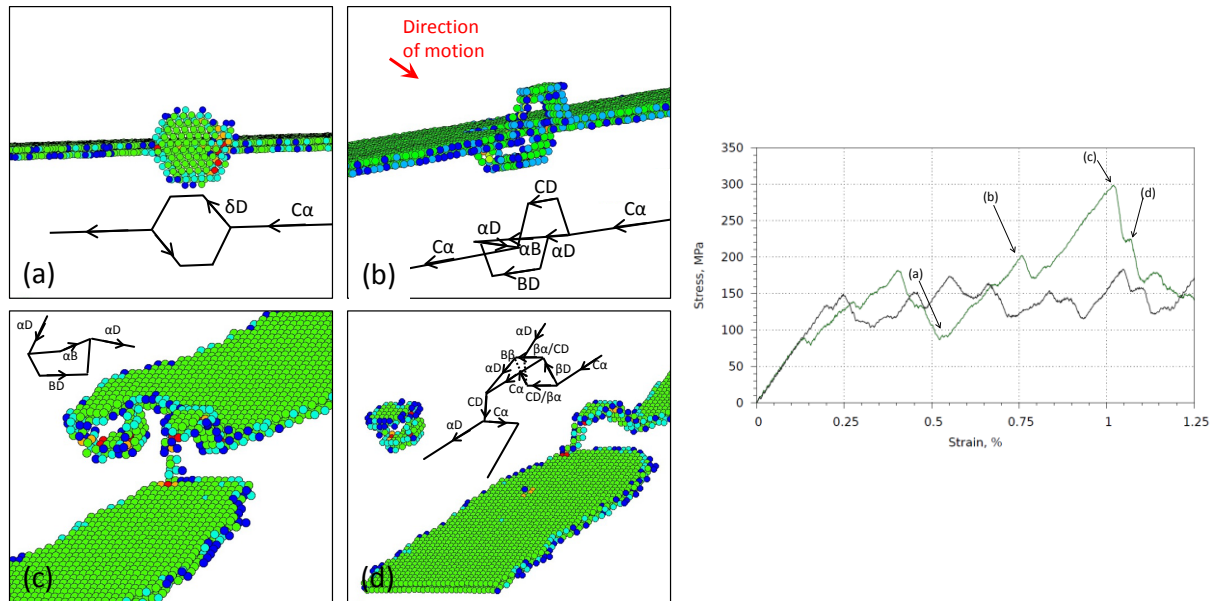 δD
Cα
(a)
Direction
of motion
CD
Cα
αD
αB
αD
Cα
BD
(b)
αD
αB
BD
(c)
αD
Bβ
βα/CD
αD
βD
Cα
Cα
CD
CD/βα
Cα
αD
(d)
350
300
250
200
150
100
50
0
Stress, MPa
(a)
(b)
(c)
(d)
0
0.25
0.5
0.75
1
1.25
Strain, %